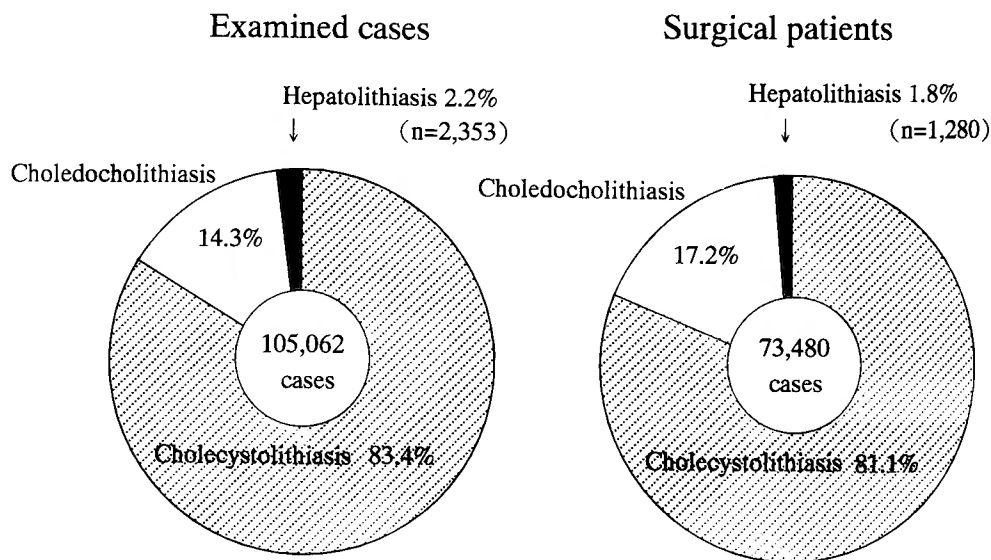 Examined cases
Hepatolithiasis 2.2%
(n=2,353)
Choledocholithiasis
14.3%
105,062
cases
Cholecystolithiasis 83.4%
Surgical patients
Hepatolithiasis 1.8%
(n=1,280)
Choledocholithiasis
17.2%
73,480
cases
Cholecystolithiasis 81.1%